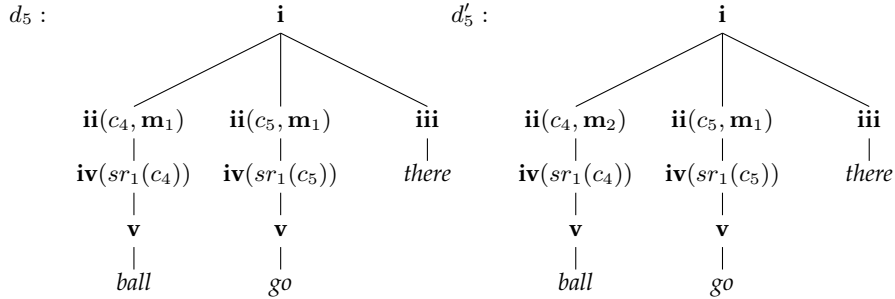 d₅ : i d′₅ : i
ii(c₄, m₁) ii(c₅, m₁) iii ii(c₄, m₂) ii(c₅, m₁) iii
iv(sr₁(c₄)) iv(sr₁(c₅)) there iv(sr₁(c₄)) iv(sr₁(c₅)) there
v v v v
ball go ball go